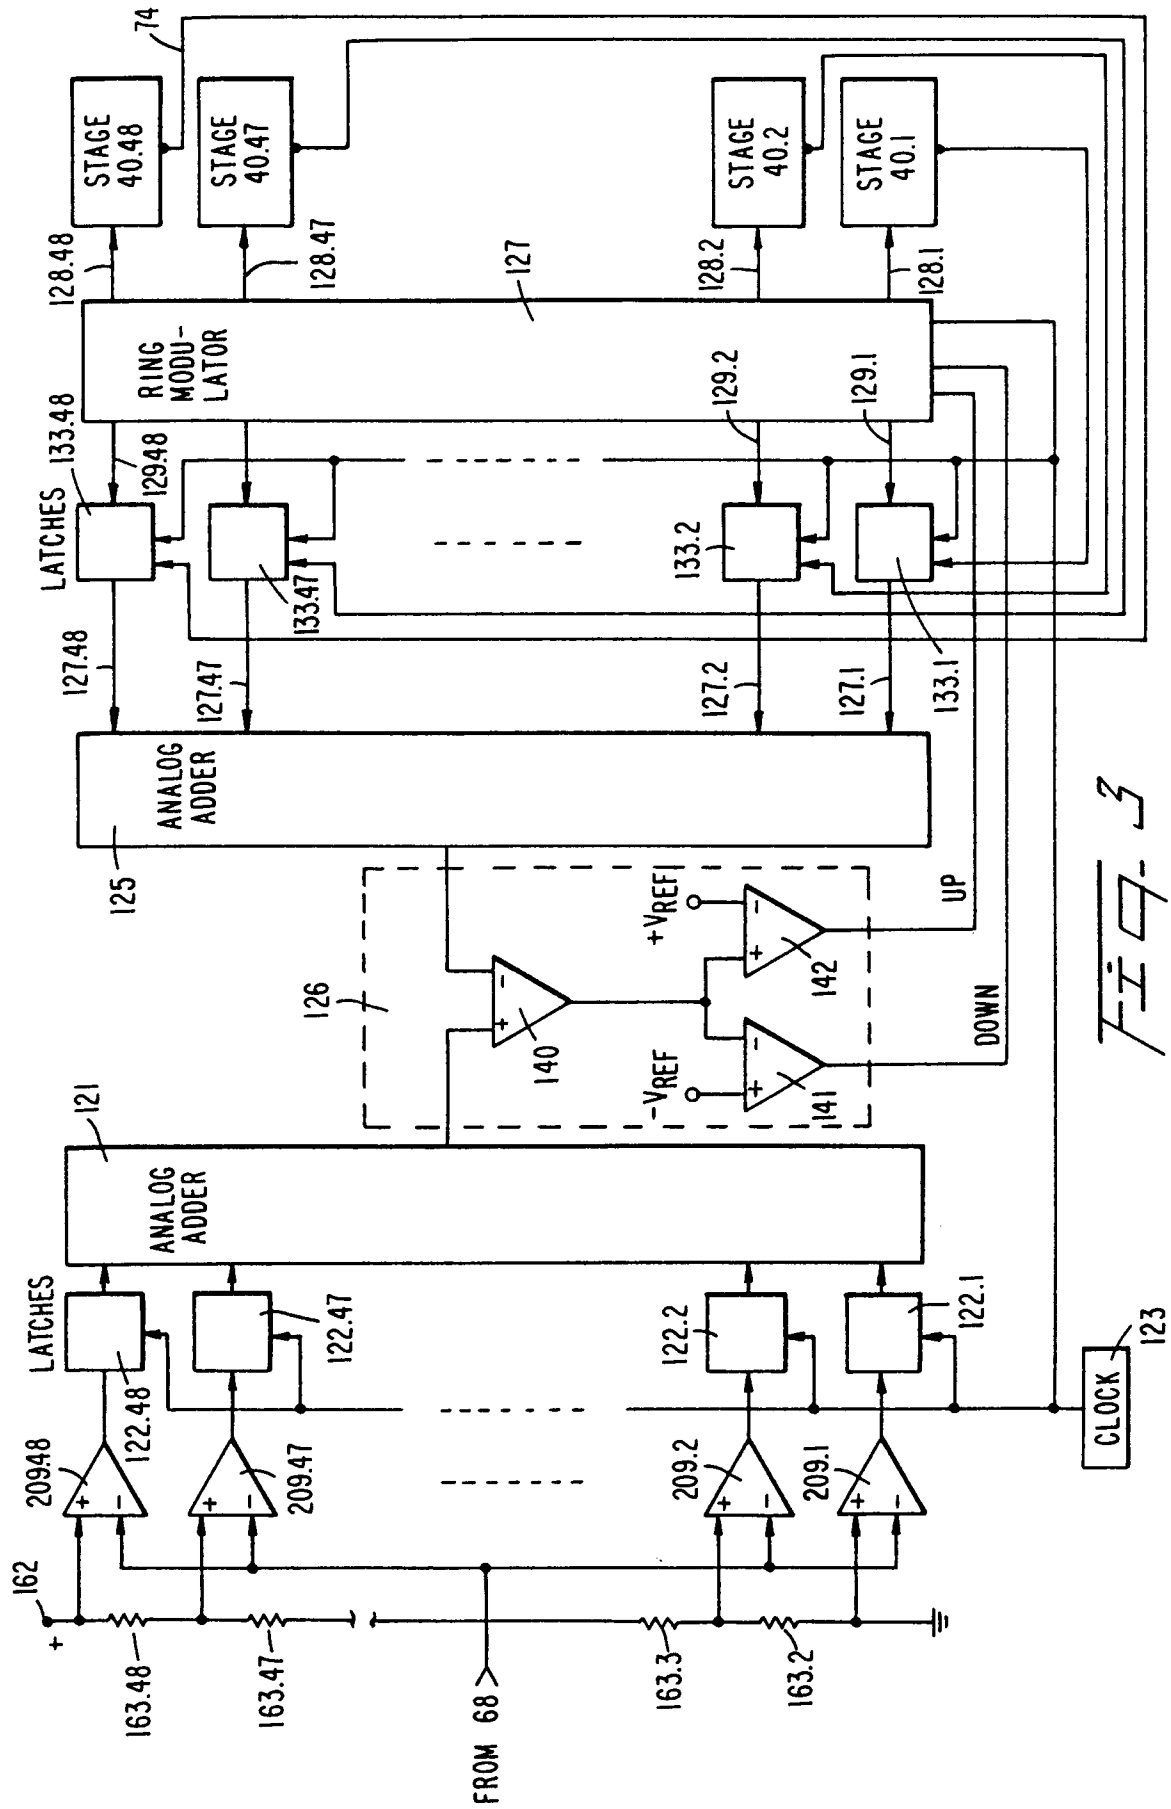 74
STAGE
40.48
STAGE
40.47
STAGE
40.2
STAGE
40.1
128.48
128.47
128.2
128.1
127
RING
MODU-
LATOR
129.48
129.2
129.1
LATCHES
133.48
133.47
133.2
133.1
127.48
127.47
127.2
127.1
ANALOG
ADDER
125
126
+
-
140
+VREF
-VREF
+
-
142
+
-
141
UP
DOWN
121
ANALOG
ADDER
LATCHES
122.48
122.47
122.2
122.1
CLOCK
123
209.48
+
-
209.47
+
-
209.2
+
-
209.1
+
-
162
+
163.48
163.47
163.3
163.2
FROM 68
Fig. 3